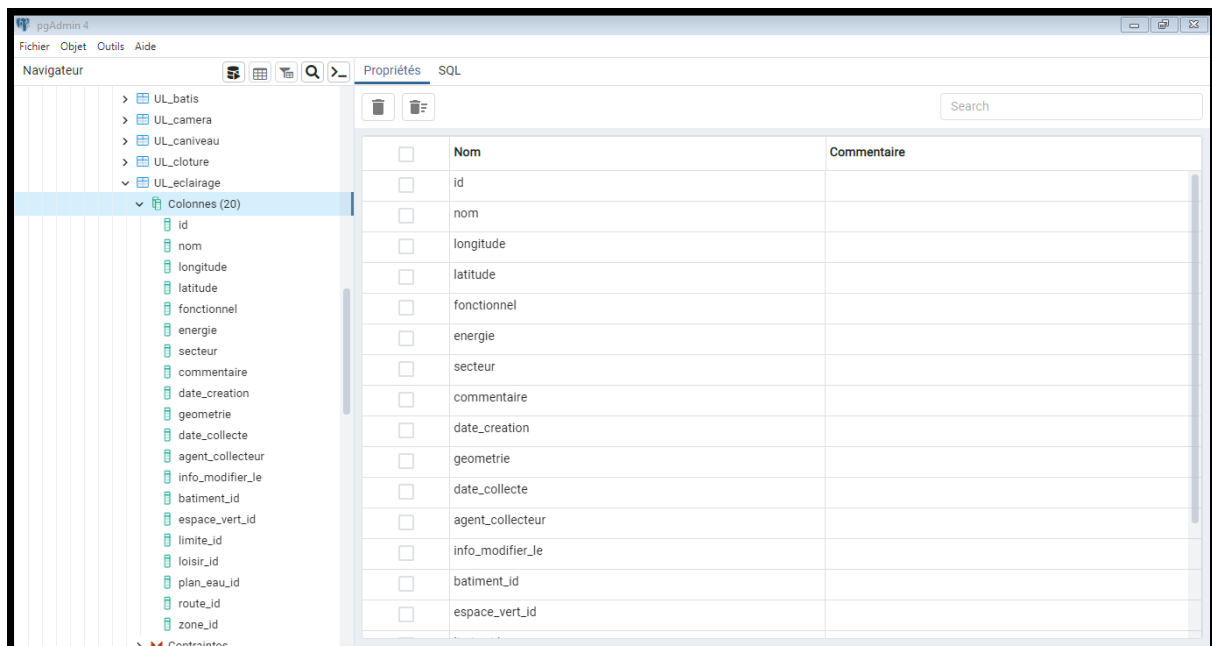 pgAdmin 4
Fichier Objet Outils Aide
Navigateur
Propriétés SQL
UL_batis
UL_camera
UL_caniveau
UL_cloture
UL_eclairage
Colonnes (20)
id
nom
longitude
latitude
fonctionnel
energie
secteur
commentaire
date_creation
geometrie
date_collecte
agent_collecteur
info_modifier_le
batiment_id
espace_vert_id
limite_id
loisir_id
plan_eau_id
route_id
zone_id
Contraintes
Search
Nom Commentaire
id
nom
longitude
latitude
fonctionnel
energie
secteur
commentaire
date_creation
geometrie
date_collecte
agent_collecteur
info_modifier_le
batiment_id
espace_vert_id